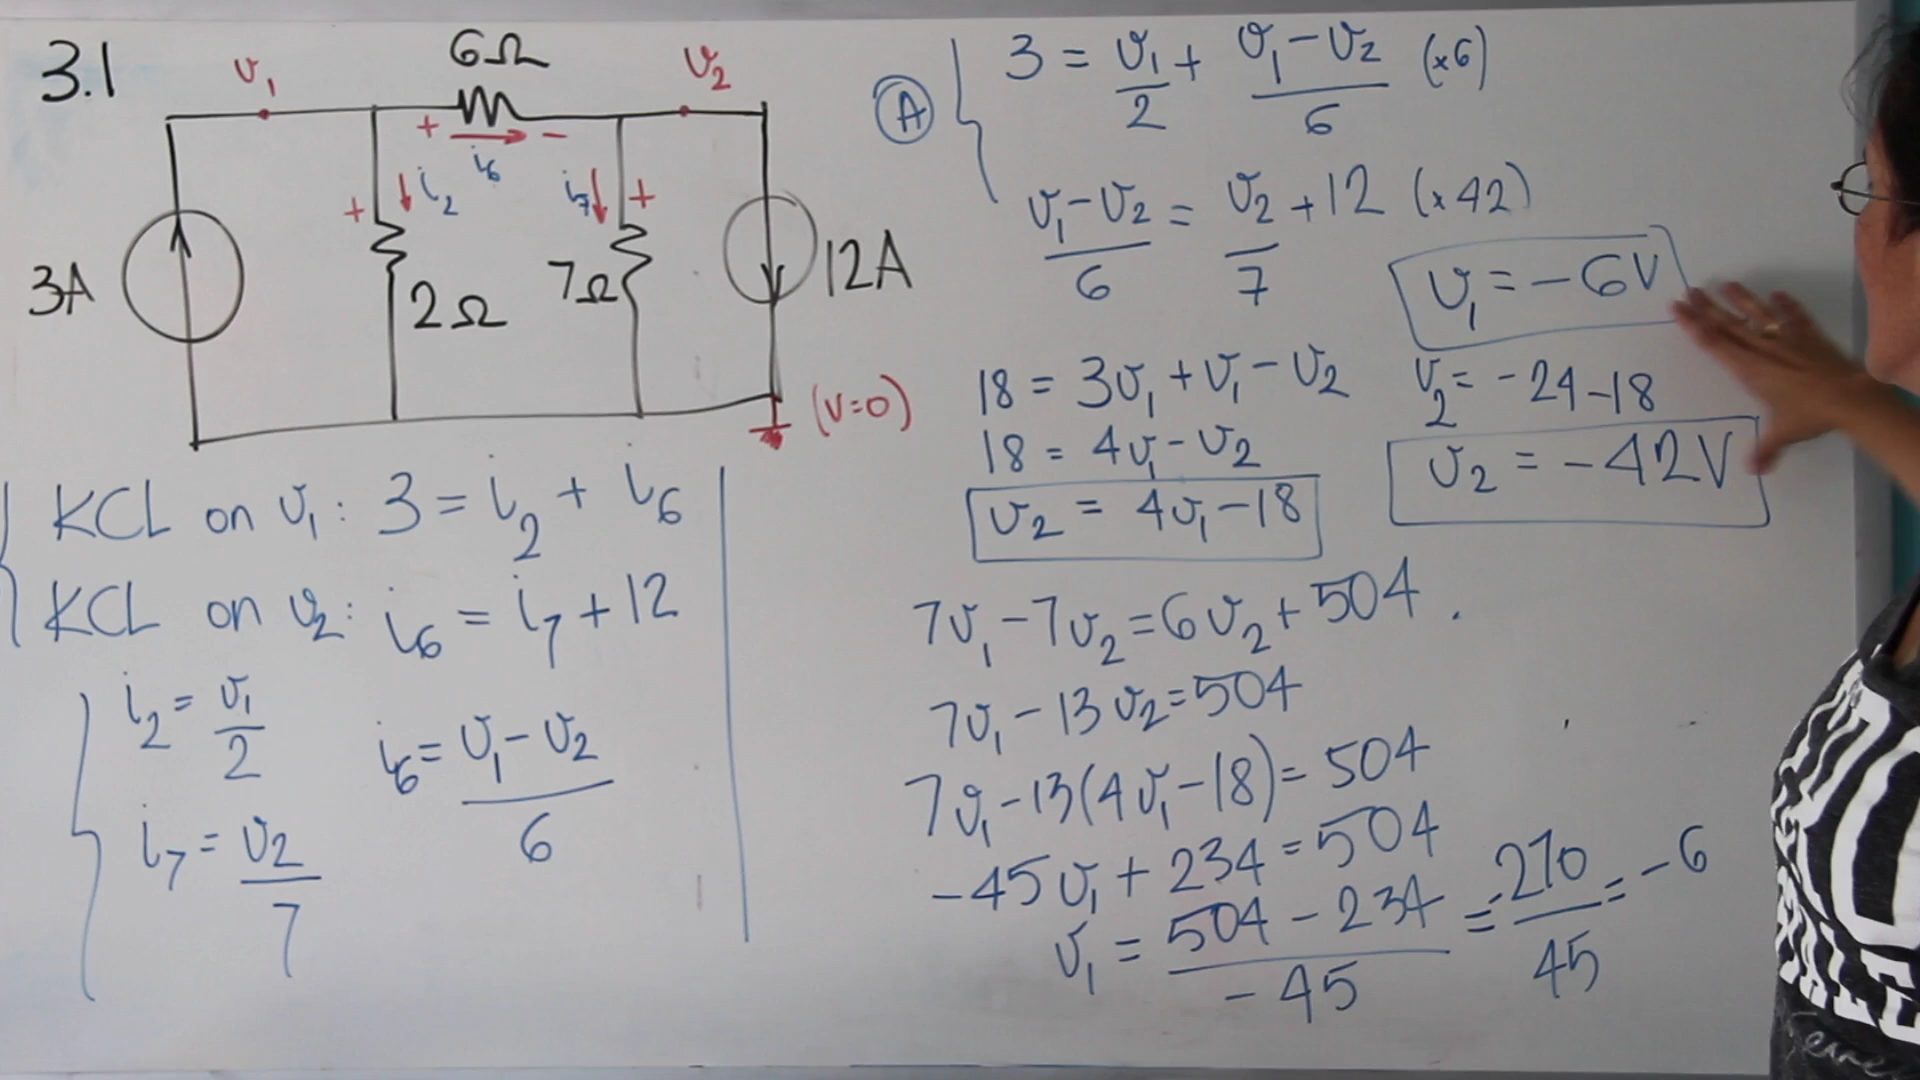 3.1
6Ω
v₁
v₂
+ → −
i₆
+ ↓ i₂
i₇ ↓ +
3A
2Ω
7Ω
12A
(v=0)
KCL on v₁: 3 = i₂ + i₆
KCL on v₂: i₆ = i₇ + 12
i₂ = v₁/2
i₆ = (v₁ − v₂)/6
i₇ = v₂/7
A
3 = v₁/2 + (v₁ − v₂)/6 (×6)
(v₁ − v₂)/6 = v₂/7 + 12 (×42)
18 = 3v₁ + v₁ − v₂
18 = 4v₁ − v₂
v₂ = 4v₁ − 18
7v₁ − 7v₂ = 6v₂ + 504
7v₁ − 13v₂ = 504
7v₁ − 13(4v₁ − 18) = 504
−45v₁ + 234 = 504
v₁ = (504 − 234)/−45 = −270/45 = −6
v₁ = −6V
v₂ = −24 − 18
v₂ = −42V